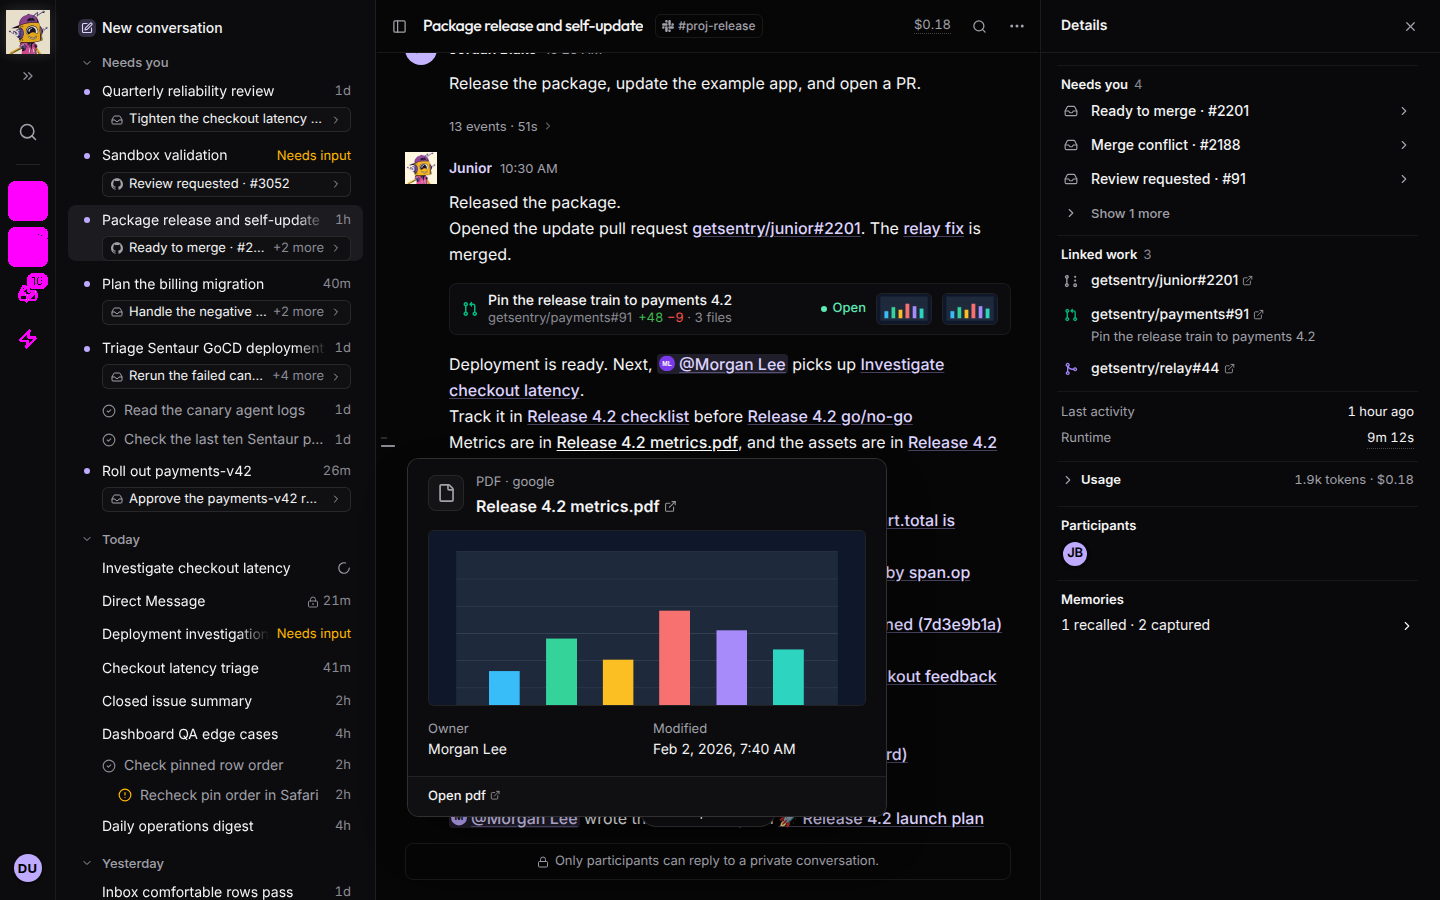 New conversation
Needs you
Quarterly reliability review 1d
Tighten the checkout latency ...
Sandbox validation Needs input
Review requested · #3052
Package release and self-update 1h
Ready to merge · #2... +2 more
Plan the billing migration 40m
Handle the negative ... +2 more
Triage Sentaur GoCD deployment 1d
Rerun the failed can... +4 more
Read the canary agent logs 1d
Check the last ten Sentaur p... 1d
Roll out payments-v42 26m
Approve the payments-v42 r...
Today
Investigate checkout latency
Direct Message 21m
Deployment investigation Needs input
Checkout latency triage 41m
Closed issue summary 2h
Dashboard QA edge cases 4h
Check pinned row order 2h
Recheck pin order in Safari 2h
Daily operations digest 4h
Yesterday
Inbox comfortable rows pass 1d
DU
Package release and self-update #proj-release $0.18
Release the package, update the example app, and open a PR.
13 events · 51s
Junior 10:30 AM
Released the package.
Opened the update pull request getsentry/junior#2201. The relay fix is
merged.
Pin the release train to payments 4.2
getsentry/payments#91 +48 −9 · 3 files
Open
Deployment is ready. Next, ML @Morgan Lee picks up Investigate
checkout latency.
Track it in Release 4.2 checklist before Release 4.2 go/no-go
Metrics are in Release 4.2 metrics.pdf, and the assets are in Release 4.2
PDF · google
Release 4.2 metrics.pdf
rt.total is
by span.op
ned (7d3e9b1a)
kout feedback
Owner
Morgan Lee
Modified
Feb 2, 2026, 7:40 AM
rd)
Open pdf
@Morgan Lee wrote th
Release 4.2 launch plan
Only participants can reply to a private conversation.
Details
Needs you 4
Ready to merge · #2201
Merge conflict · #2188
Review requested · #91
Show 1 more
Linked work 3
getsentry/junior#2201
getsentry/payments#91
Pin the release train to payments 4.2
getsentry/relay#44
Last activity 1 hour ago
Runtime 9m 12s
Usage 1.9k tokens · $0.18
Participants
JB
Memories
1 recalled · 2 captured